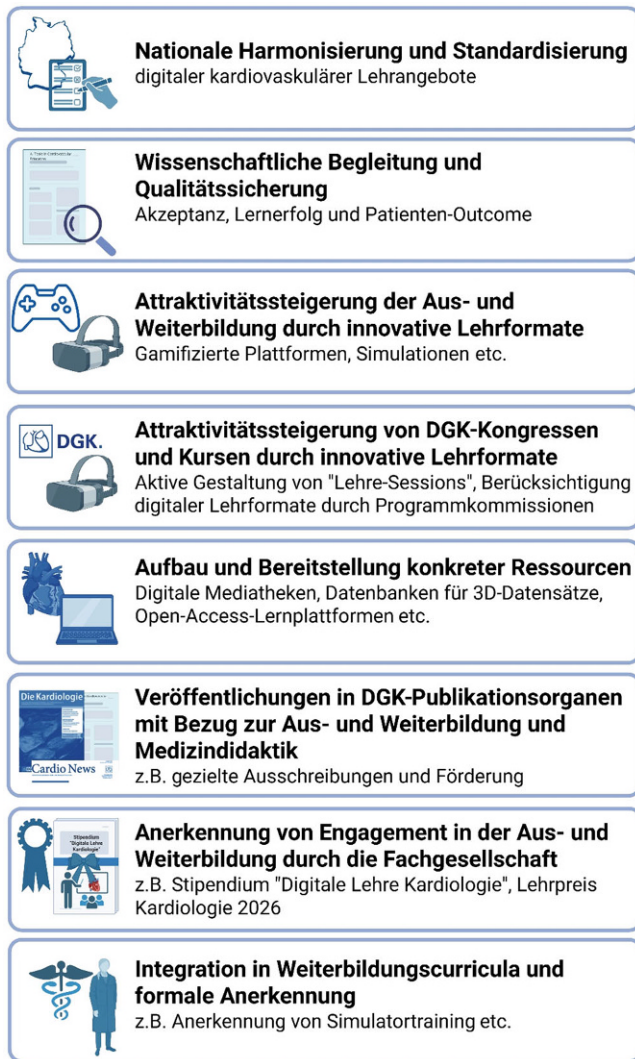 Nationale Harmonisierung und Standardisierung
digitaler kardiovaskulärer Lehrangebote
Wissenschaftliche Begleitung und
Qualitätssicherung
Akzeptanz, Lernerfolg und Patienten-Outcome
Attraktivitätssteigerung der Aus- und
Weiterbildung durch innovative Lehrformate
Gamifizierte Plattformen, Simulationen etc.
DGK.
Attraktivitätssteigerung von DGK-Kongressen
und Kursen durch innovative Lehrformate
Aktive Gestaltung von "Lehre-Sessions", Berücksichtigung
digitaler Lehrformate durch Programmkommissionen
Aufbau und Bereitstellung konkreter Ressourcen
Digitale Mediatheken, Datenbanken für 3D-Datensätze,
Open-Access-Lernplattformen etc.
Die Kardiologie
Cardio News
Veröffentlichungen in DGK-Publikationsorganen
mit Bezug zur Aus- und Weiterbildung und
Medizindidaktik
z.B. gezielte Ausschreibungen und Förderung
Stipendium
"Digitale Lehre
Kardiologie"
Anerkennung von Engagement in der Aus- und
Weiterbildung durch die Fachgesellschaft
z.B. Stipendium "Digitale Lehre Kardiologie", Lehrpreis
Kardiologie 2026
Integration in Weiterbildungscurricula und
formale Anerkennung
z.B. Anerkennung von Simulatortraining etc.